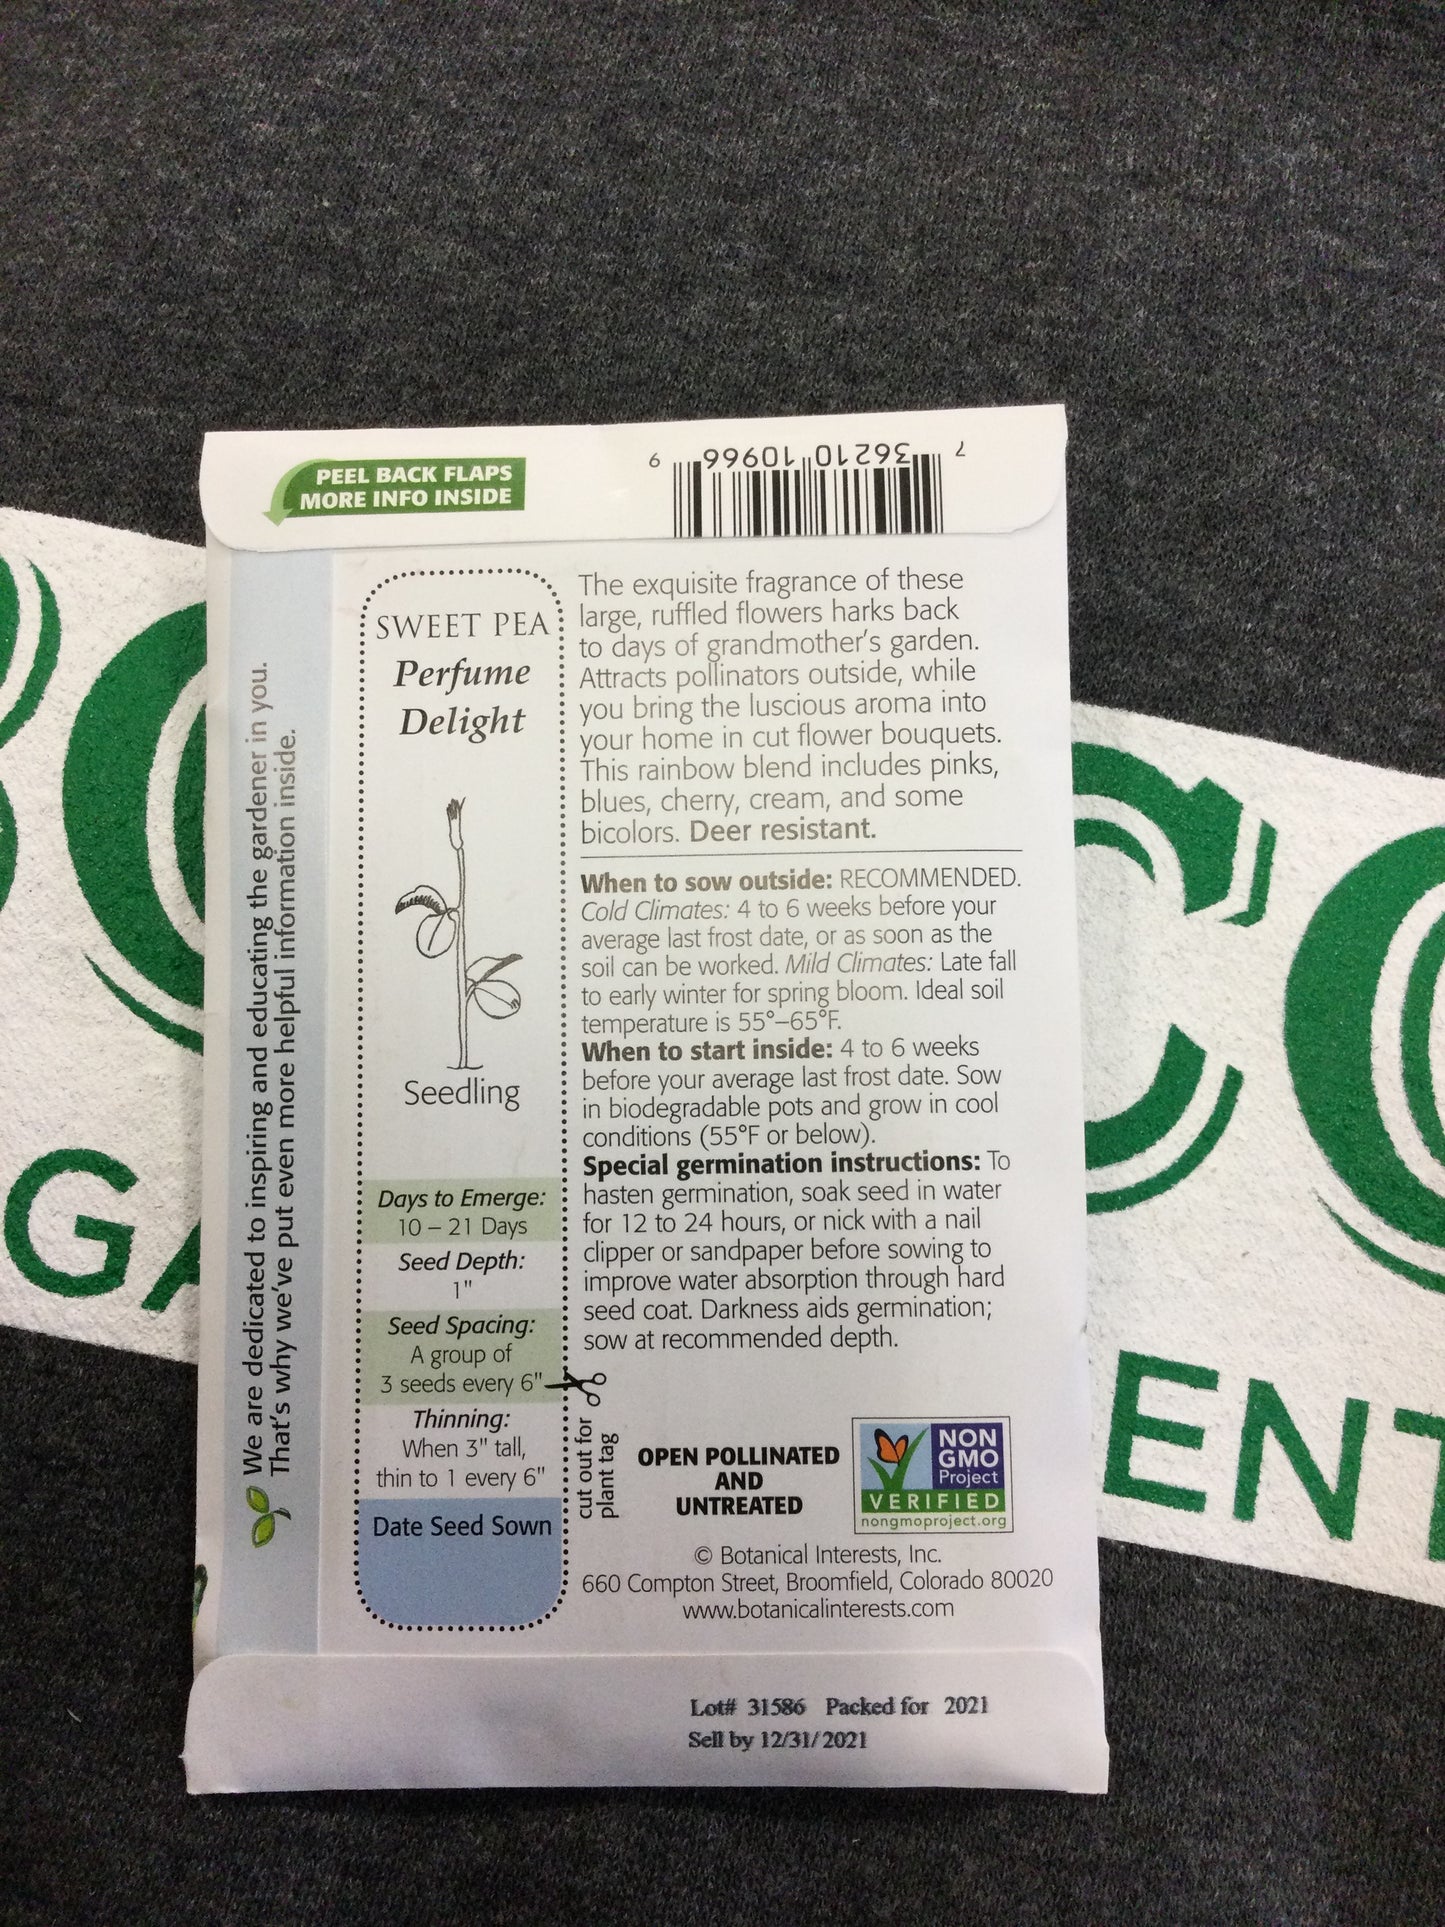 PEEL BACK FLAPS
MORE INFO INSIDE
7 36210 10966 9
We are dedicated to inspiring and educating the gardener in you.
That's why we've put even more helpful information inside.
SWEET PEA
Perfume
Delight
Seedling
Days to Emerge:
10 – 21 Days
Seed Depth:
1"
Seed Spacing:
A group of
3 seeds every 6"
Thinning:
When 3" tall,
thin to 1 every 6"
Date Seed Sown
cut out for
plant tag
The exquisite fragrance of these
large, ruffled flowers harks back
to days of grandmother's garden.
Attracts pollinators outside, while
you bring the luscious aroma into
your home in cut flower bouquets.
This rainbow blend includes pinks,
blues, cherry, cream, and some
bicolors. Deer resistant.
When to sow outside: RECOMMENDED.
Cold Climates: 4 to 6 weeks before your
average last frost date, or as soon as the
soil can be worked. Mild Climates: Late fall
to early winter for spring bloom. Ideal soil
temperature is 55°–65°F.
When to start inside: 4 to 6 weeks
before your average last frost date. Sow
in biodegradable pots and grow in cool
conditions (55°F or below).
Special germination instructions: To
hasten germination, soak seed in water
for 12 to 24 hours, or nick with a nail
clipper or sandpaper before sowing to
improve water absorption through hard
seed coat. Darkness aids germination;
sow at recommended depth.
OPEN POLLINATED
AND
UNTREATED
NON
GMO
Project
VERIFIED
nongmoproject.org
© Botanical Interests, Inc.
660 Compton Street, Broomfield, Colorado 80020
www.botanicalinterests.com
Lot# 31586 Packed for 2021
Sell by 12/31/2021